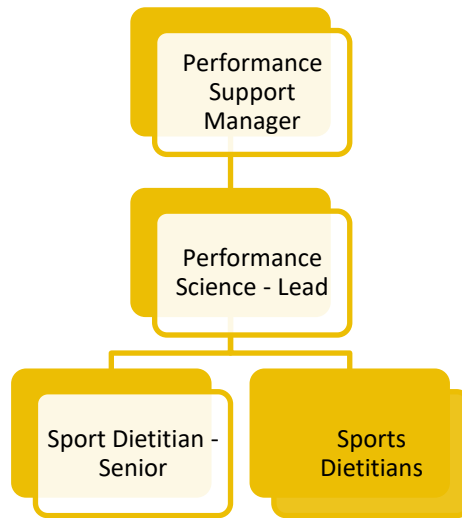 Performance
Support
Manager
Performance
Science - Lead
Sport Dietitian -
Senior
Sports
Dietitians